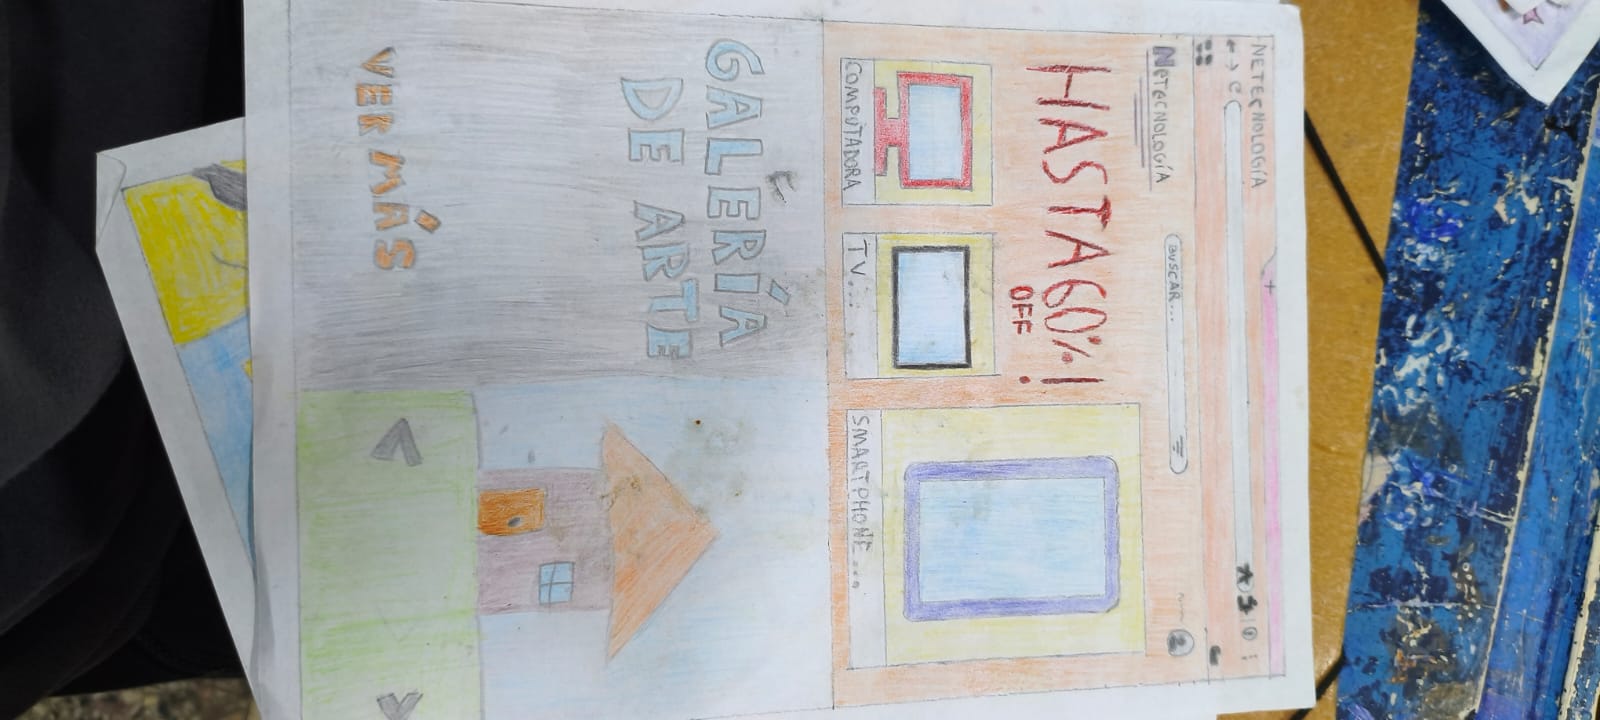 NETECNOLOGÍA +
← → C
NETECNOLOGÍA
BUSCAR...
HASTA 60%!
OFF
COMPUTADORA
TV...
SMARTPHONE...
GALERÍA
DE ARTE
VER MÁS
< >